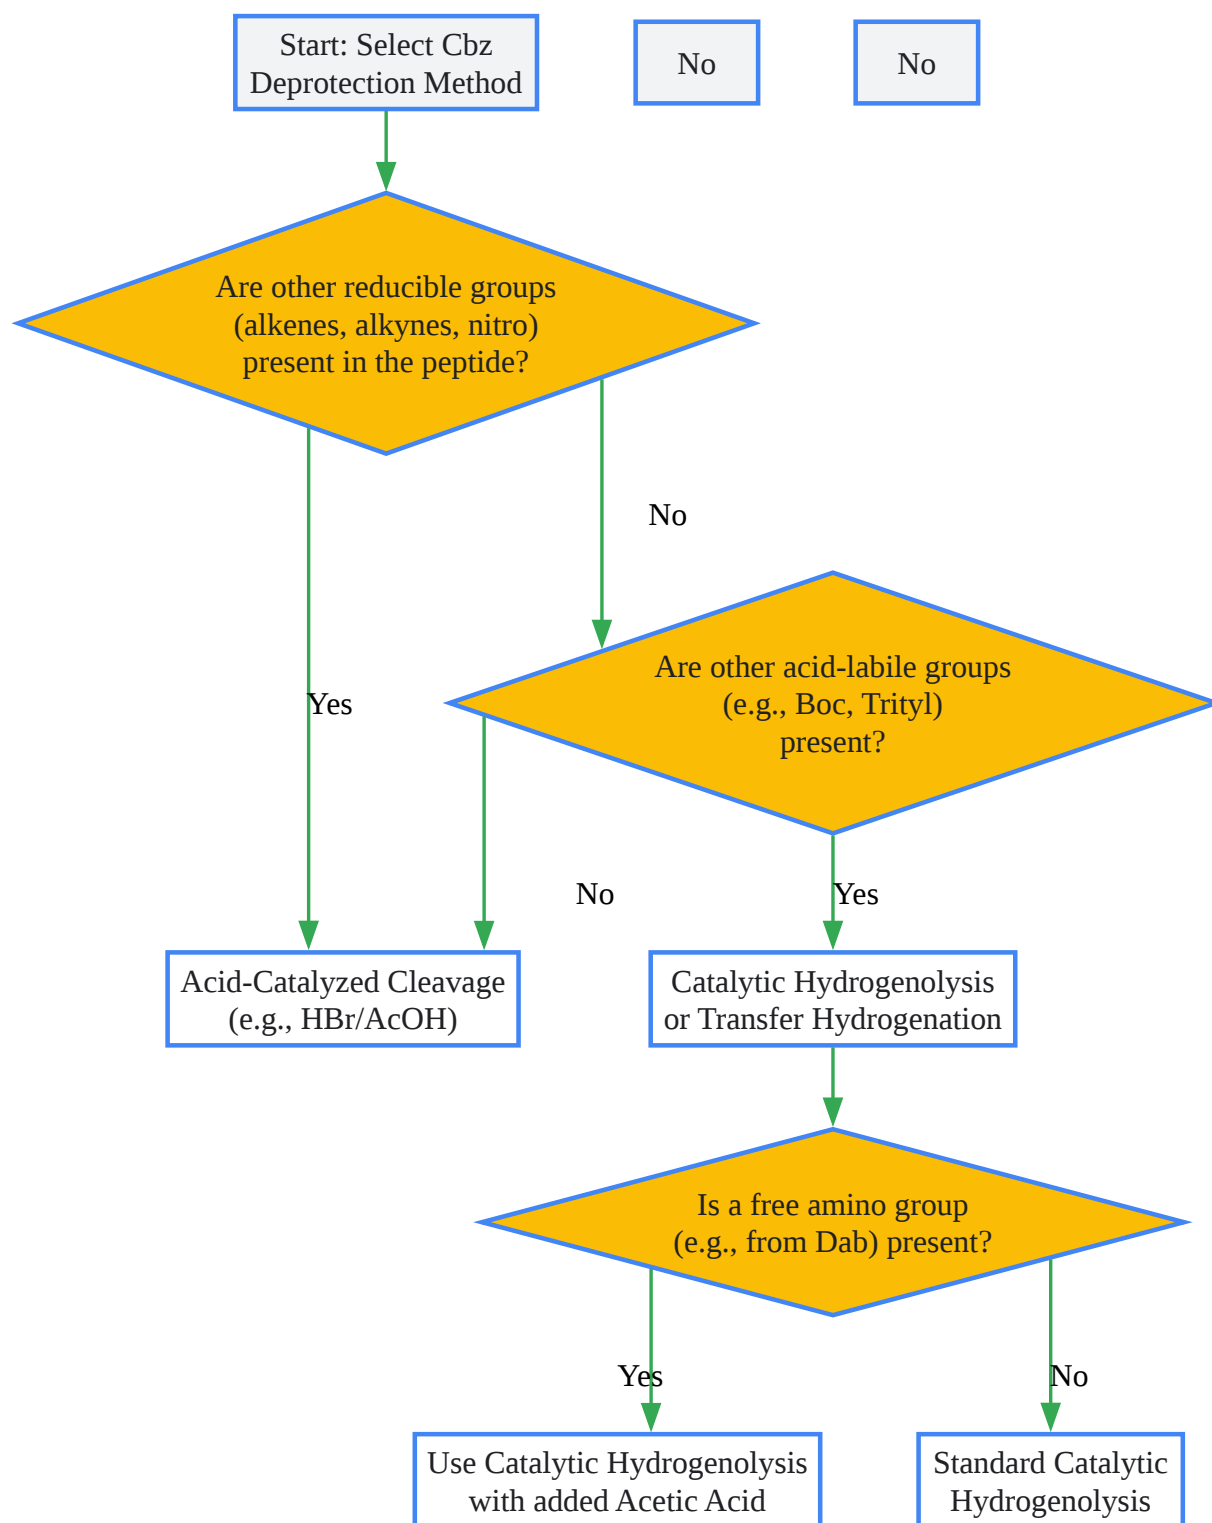 Start: Select Cbz
Deprotection Method
No
No
Are other reducible groups
(alkenes, alkynes, nitro)
present in the peptide?
No
Are other acid-labile groups
(e.g., Boc, Trityl)
present?
Yes
No
Yes
Acid-Catalyzed Cleavage
(e.g., HBr/AcOH)
Catalytic Hydrogenolysis
or Transfer Hydrogenation
Is a free amino group
(e.g., from Dab) present?
Yes
No
Use Catalytic Hydrogenolysis
with added Acetic Acid
Standard Catalytic
Hydrogenolysis